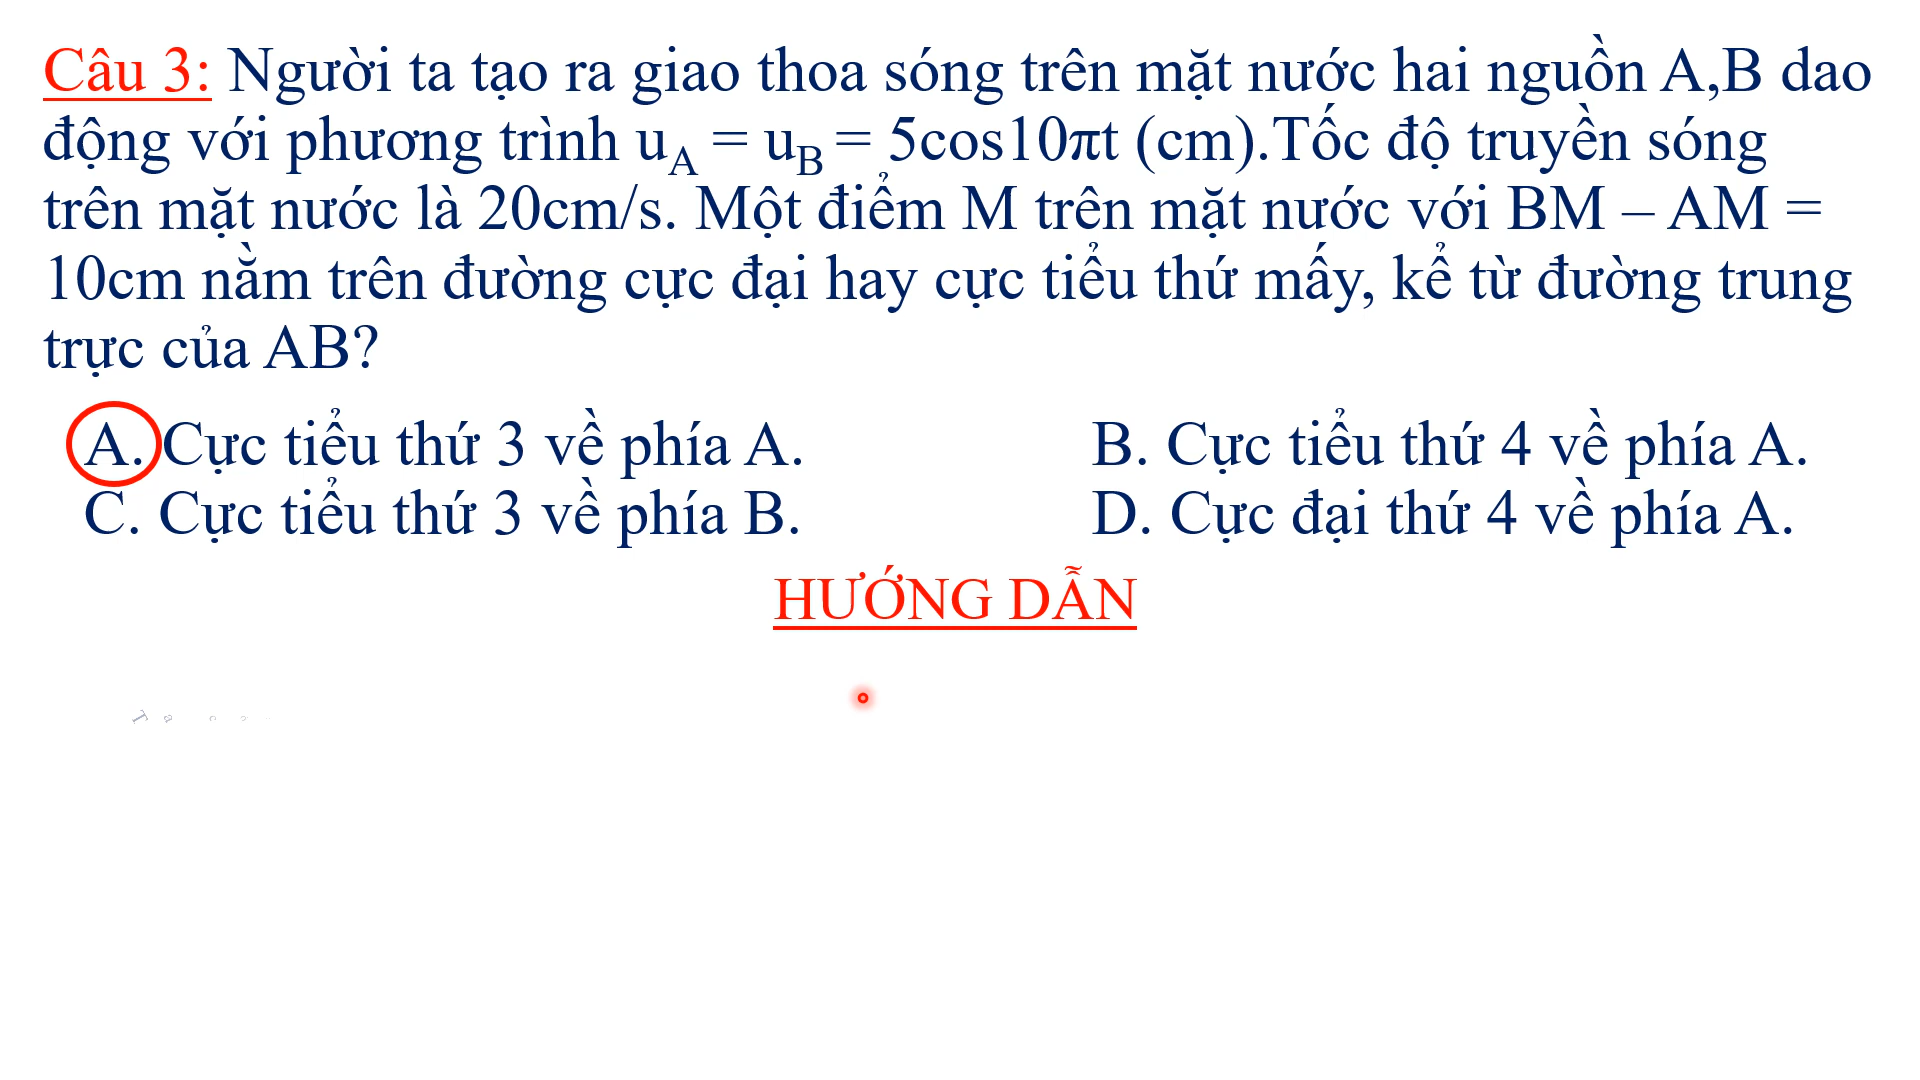 Câu 3: Người ta tạo ra giao thoa sóng trên mặt nước hai nguồn A,B dao
động với phương trình uA = uB = 5cos10πt (cm).Tốc độ truyền sóng
trên mặt nước là 20cm/s. Một điểm M trên mặt nước với BM – AM =
10cm nằm trên đường cực đại hay cực tiểu thứ mấy, kể từ đường trung
trực của AB?
A. Cực tiểu thứ 3 về phía A. B. Cực tiểu thứ 4 về phía A.
C. Cực tiểu thứ 3 về phía B. D. Cực đại thứ 4 về phía A.
HƯỚNG DẪN